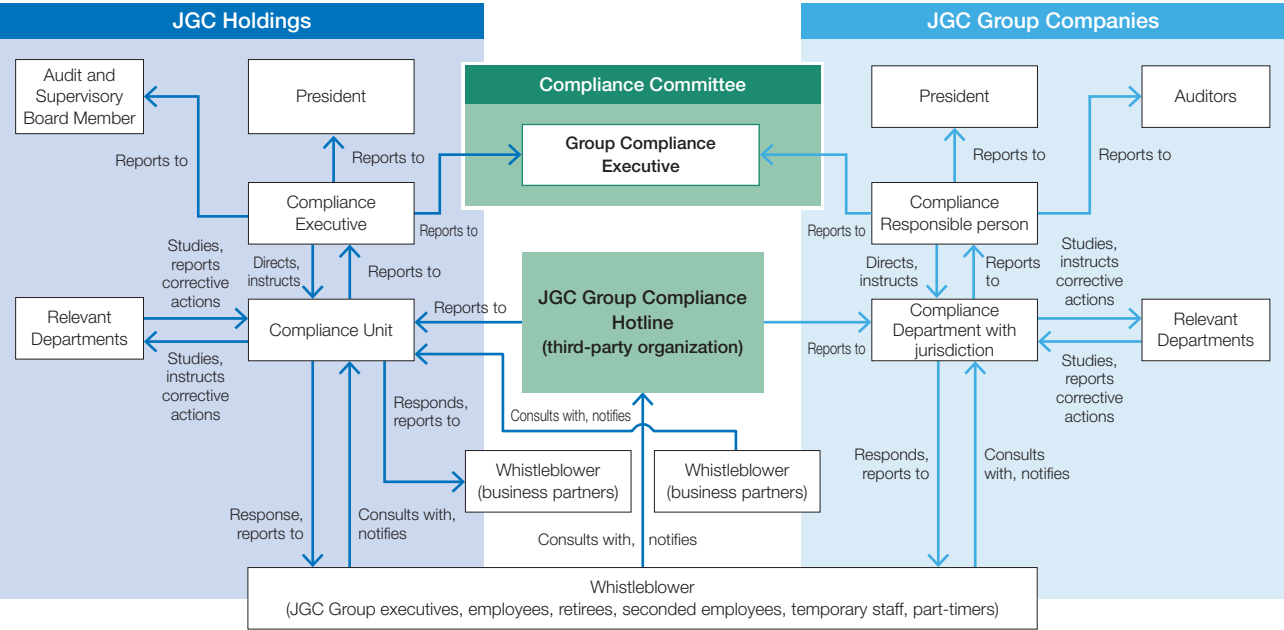 JGC Holdings
JGC Group Companies
Audit and
Supervisory
Board Member
President
Compliance Committee
Group Compliance
Executive
President
Auditors
Reports to
Reports to
Reports to
Reports to
Compliance
Executive
Reports to
Reports to
Compliance
Responsible person
Studies,
reports
corrective
actions
Directs,
instructs
Reports to
Directs,
instructs
Reports
to
Studies,
instructs
corrective
actions
Relevant
Departments
Compliance Unit
Reports to
JGC Group Compliance
Hotline
(third-party organization)
Reports to
Compliance
Department with
jurisdiction
Relevant
Departments
Studies,
instructs
corrective
actions
Responds,
reports to
Consults with, notifies
Studies,
reports
corrective
actions
Whistleblower
(business partners)
Whistleblower
(business partners)
Responds,
reports to
Consults
with, notifies
Response,
reports to
Consults with,
notifies
Consults with, notifies
Whistleblower
(JGC Group executives, employees, retirees, seconded employees, temporary staff, part-timers)